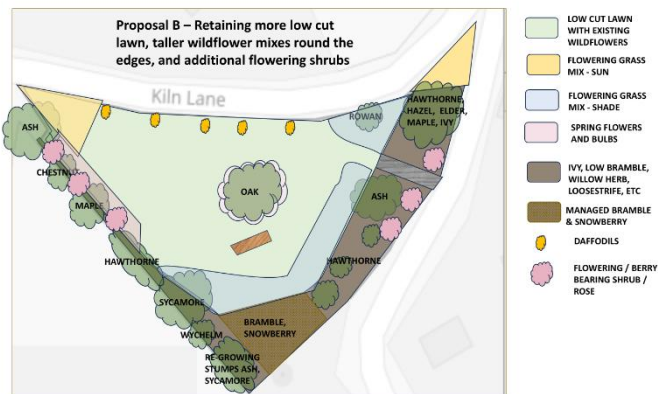 Proposal B – Retaining more low cut
lawn, taller wildflower mixes round the
edges, and additional flowering shrubs
Kiln Lane
ASH
CHESTNUT
MAPLE
HAWTHORNE
SYCAMORE
WYCHELM
RE-GROWING
STUMPS ASH,
SYCAMORE
OAK
ROWAN
HAWTHORNE,
HAZEL, ELDER,
MAPLE, IVY
ASH
HAWTHORNE
BRAMBLE,
SNOWBERRY
LOW CUT LAWN
WITH EXISTING
WILDFLOWERS
FLOWERING GRASS
MIX - SUN
FLOWERING GRASS
MIX - SHADE
SPRING FLOWERS
AND BULBS
IVY, LOW BRAMBLE,
WILLOW HERB,
LOOSESTRIFE, ETC
MANAGED BRAMBLE
& SNOWBERRY
DAFFODILS
FLOWERING / BERRY
BEARING SHRUB /
ROSE